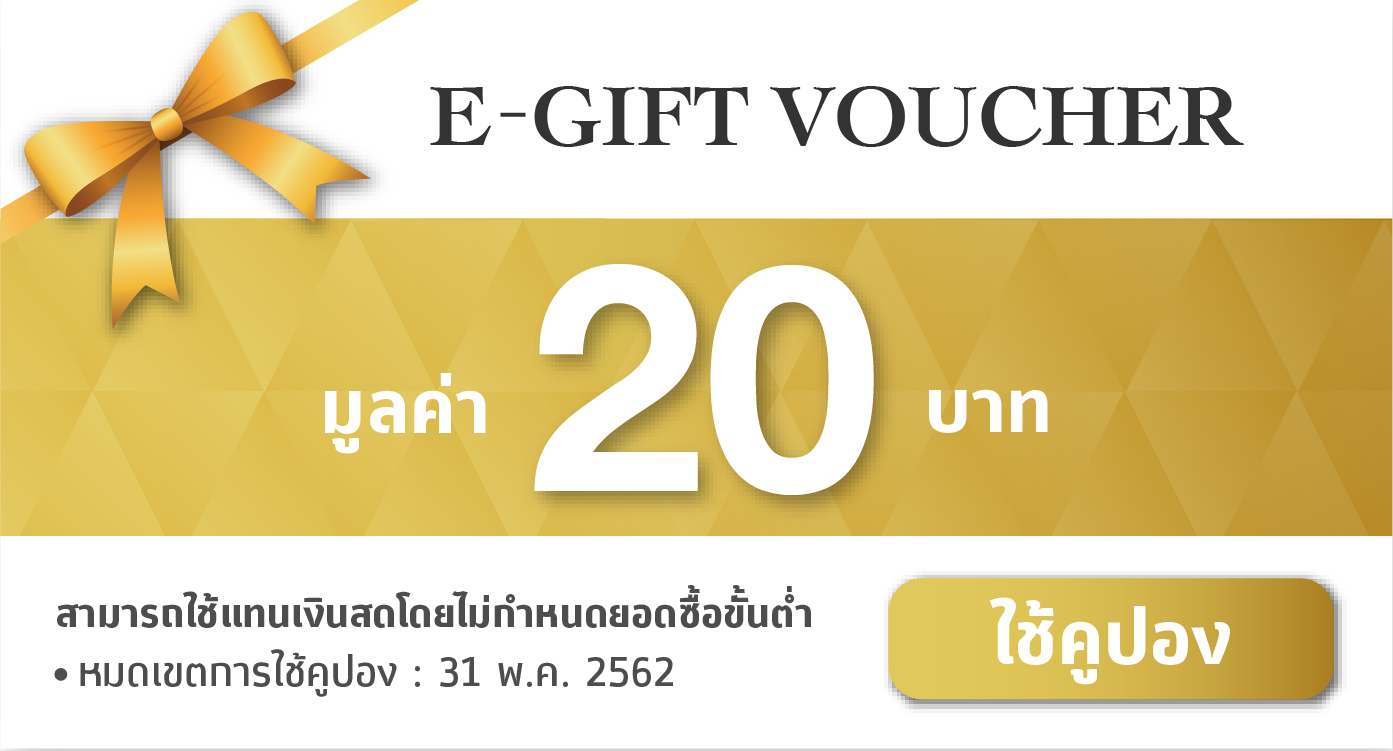 E-GIFT VOUCHER
มูลค่า 20 บาท
สามารถใช้แทนเงินสดโดยไม่กำหนดยอดซื้อขั้นต่ำ
• หมดเขตการใช้คูปอง : 31 พ.ค. 2562
ใช้คูปอง